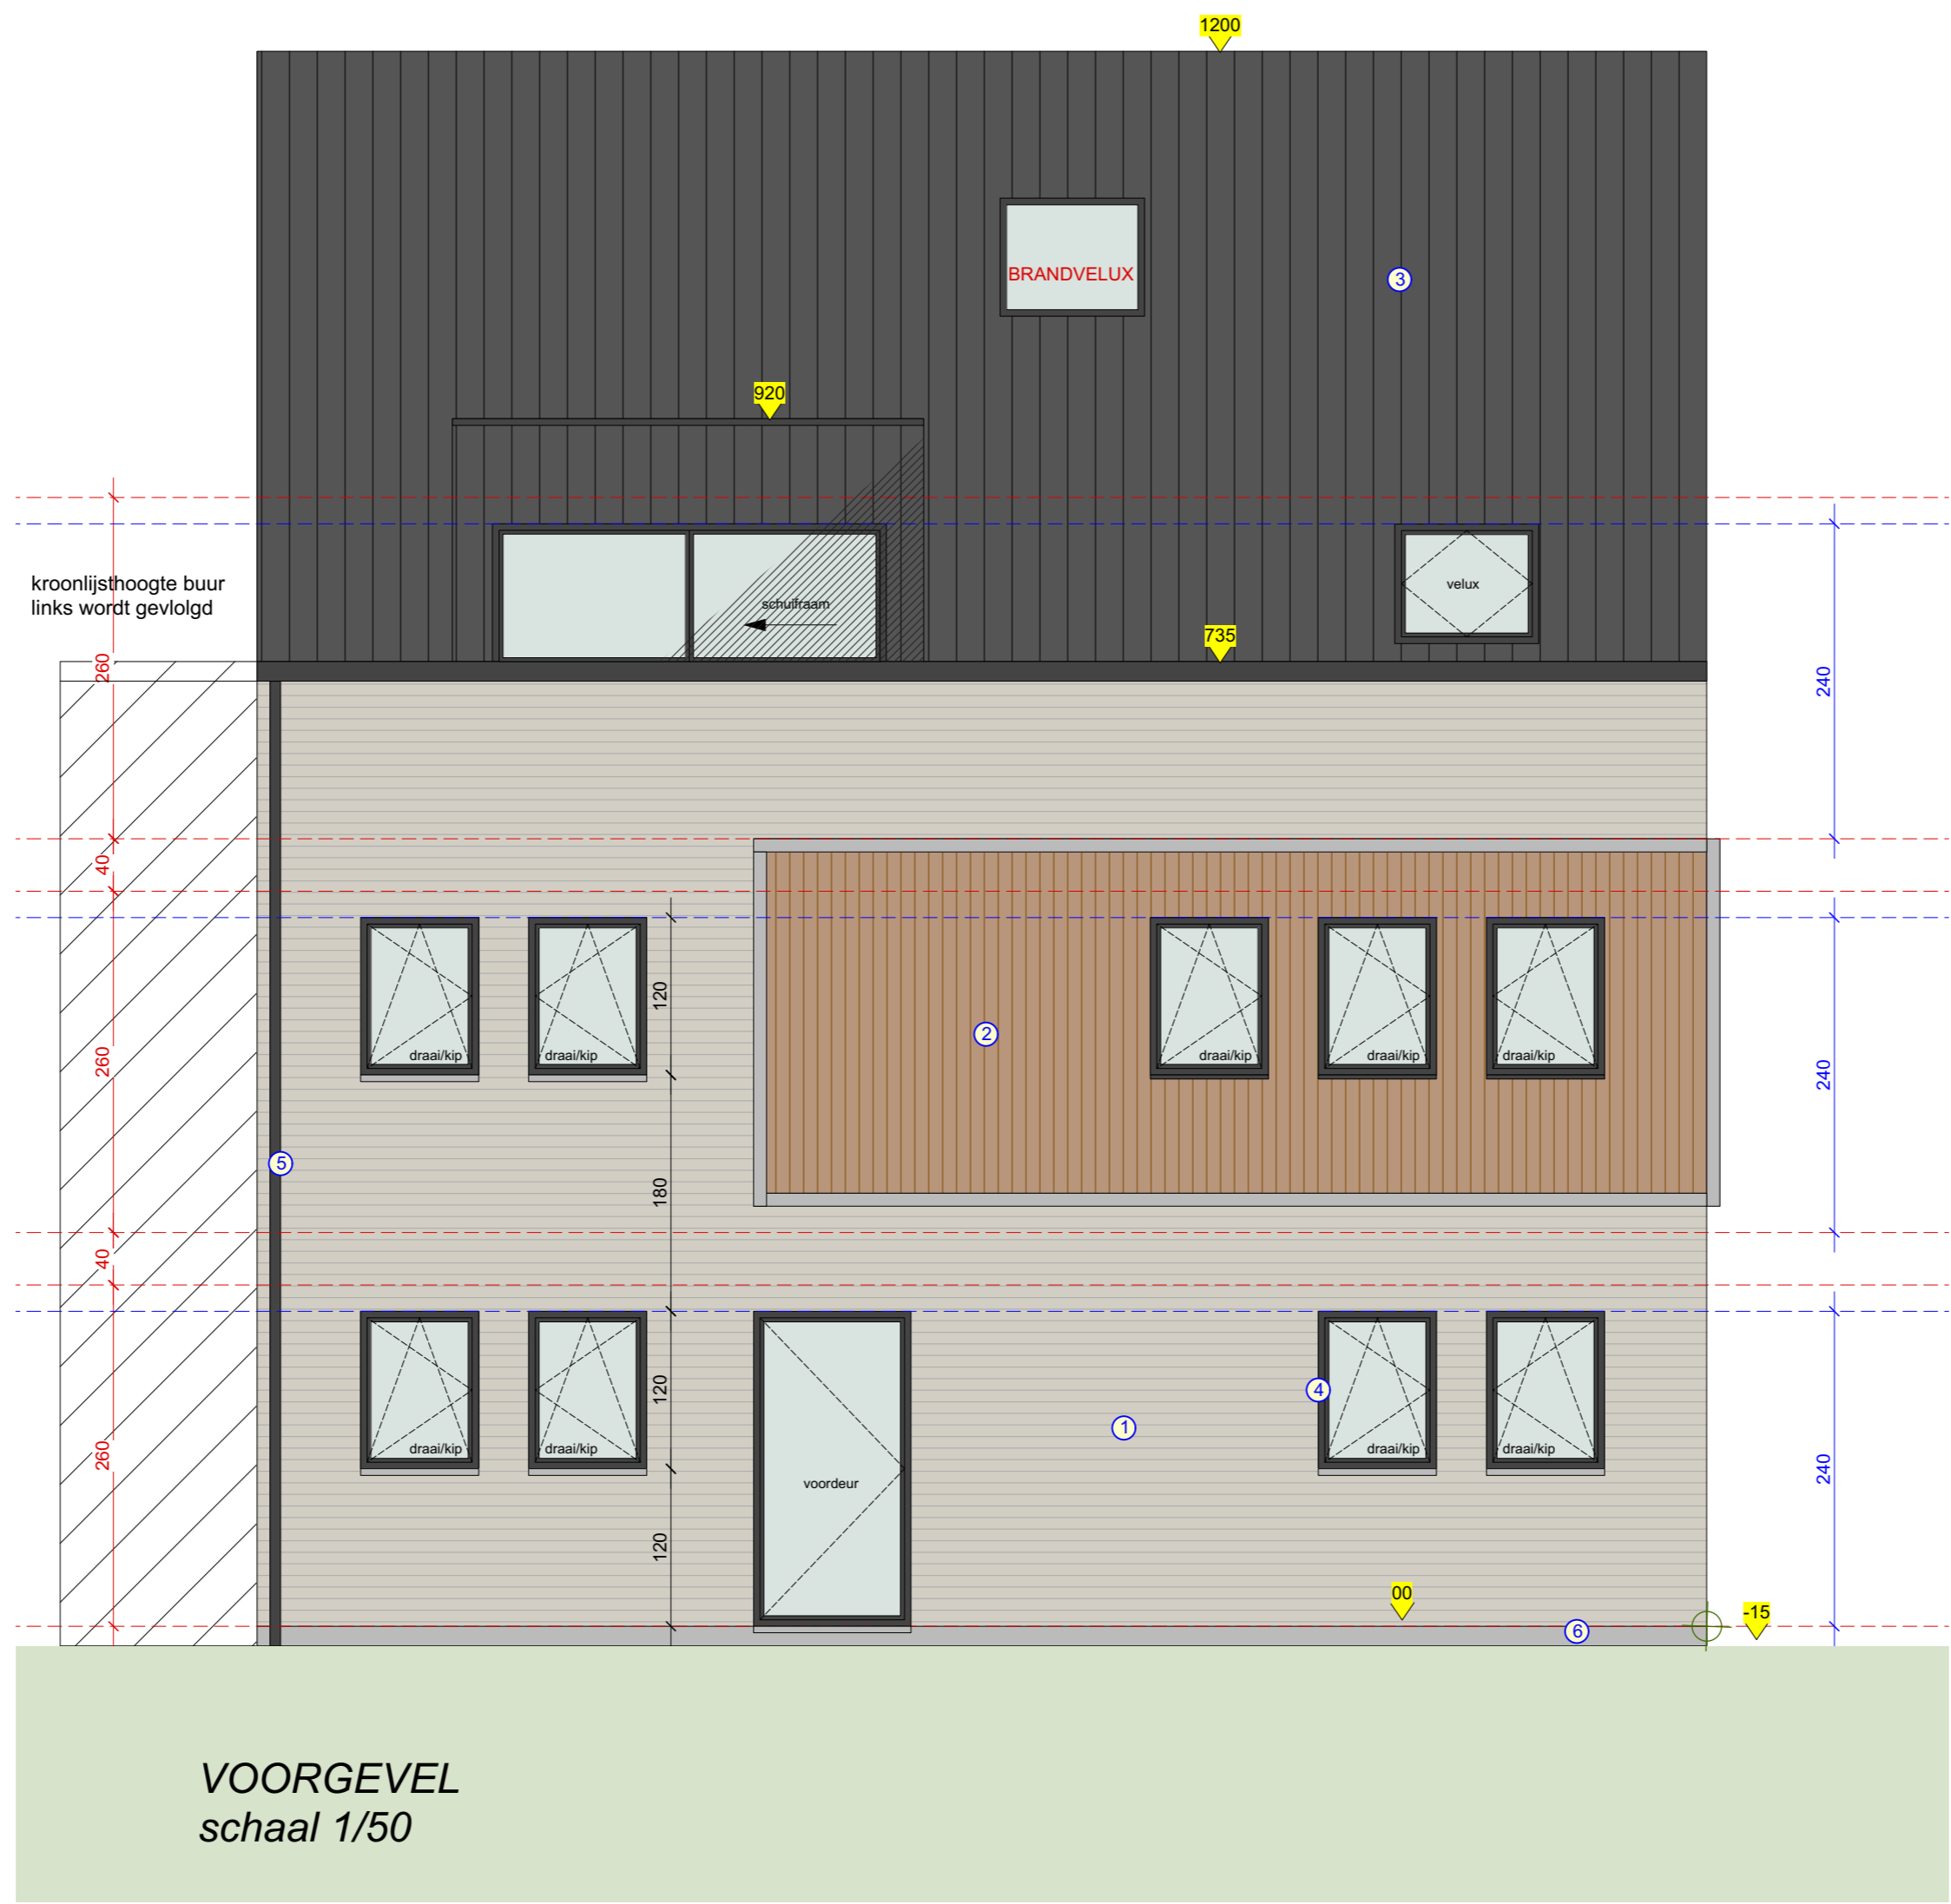 1200
BRANDVELUX
3
920
kroonlijsthoogte buur
links wordt gevlolgd
schuifraam
velux
735
260
240
40
120
draai/kip
draai/kip
draai/kip
draai/kip
draai/kip
2
260
240
5
180
40
120
4
1
draai/kip
draai/kip
draai/kip
draai/kip
260
240
voordeur
120
00
-15
6
VOORGEVEL
schaal 1/50